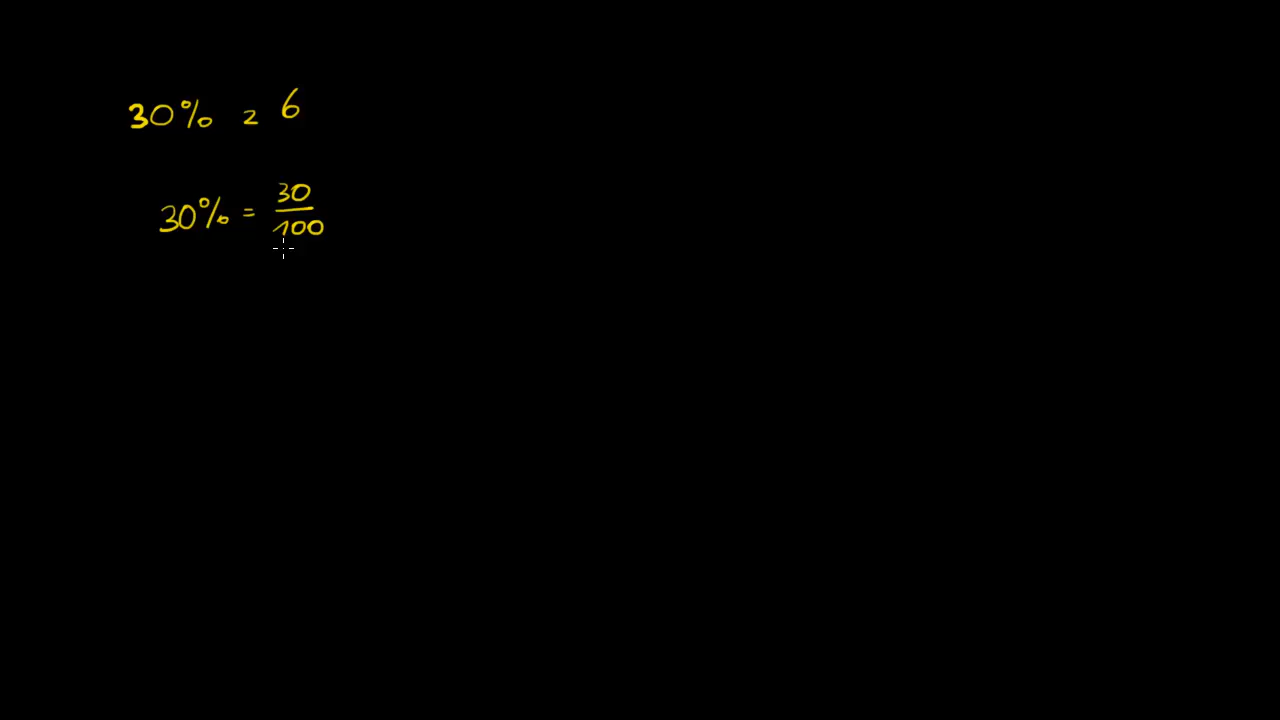 30% = 6
30% = 30/100